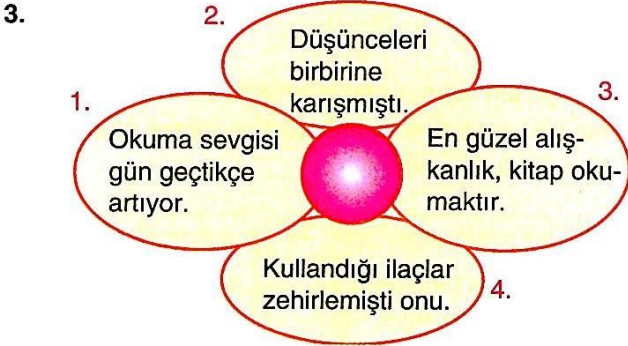 3.
2.
Düşünceleri
birbirine
karışmıştı.
1.
Okuma sevgisi
gün geçtikçe
artıyor.
3.
En güzel alış-
kanlık, kitap oku-
maktır.
Kullandığı ilaçlar
zehirlemişti onu.
4.